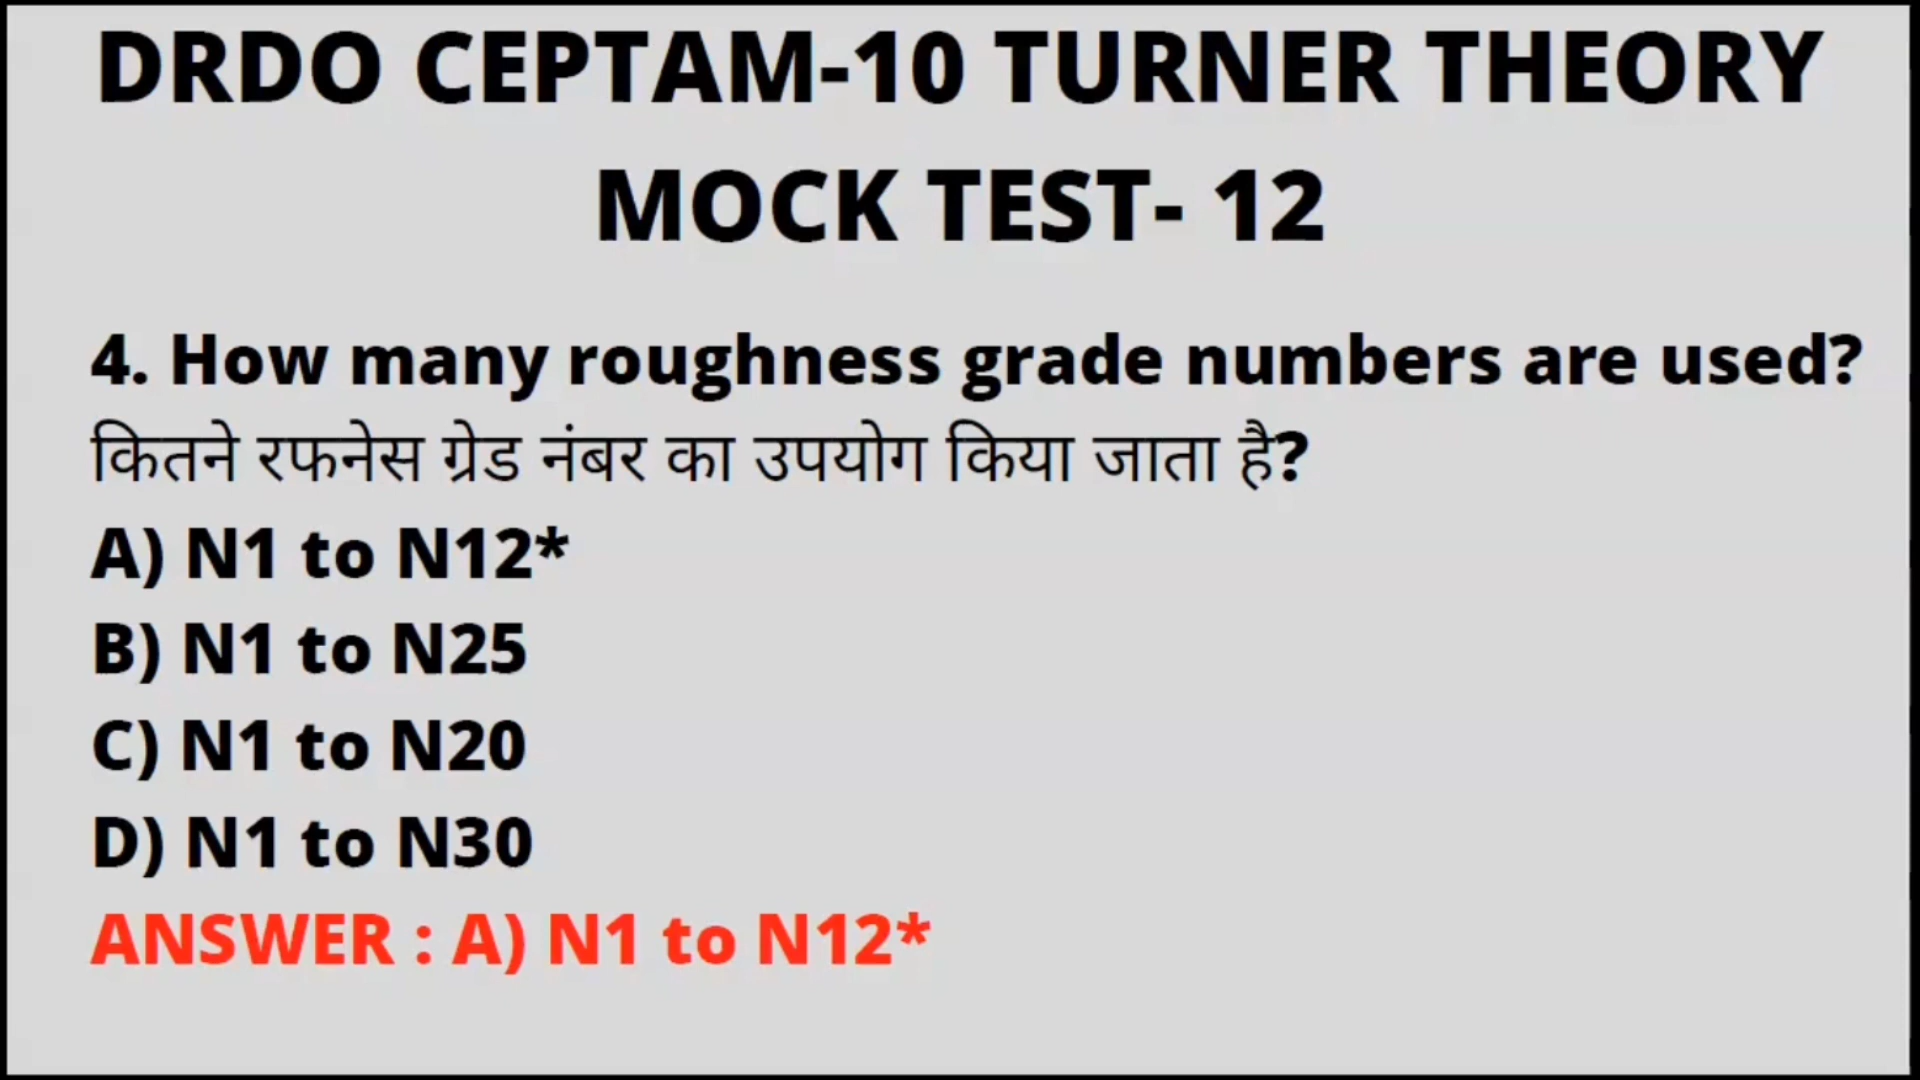 DRDO CEPTAM-10 TURNER THEORY
MOCK TEST- 12
4. How many roughness grade numbers are used?
कितने रफनेस ग्रेड नंबर का उपयोग किया जाता है?
A) N1 to N12*
B) N1 to N25
C) N1 to N20
D) N1 to N30
ANSWER : A) N1 to N12*